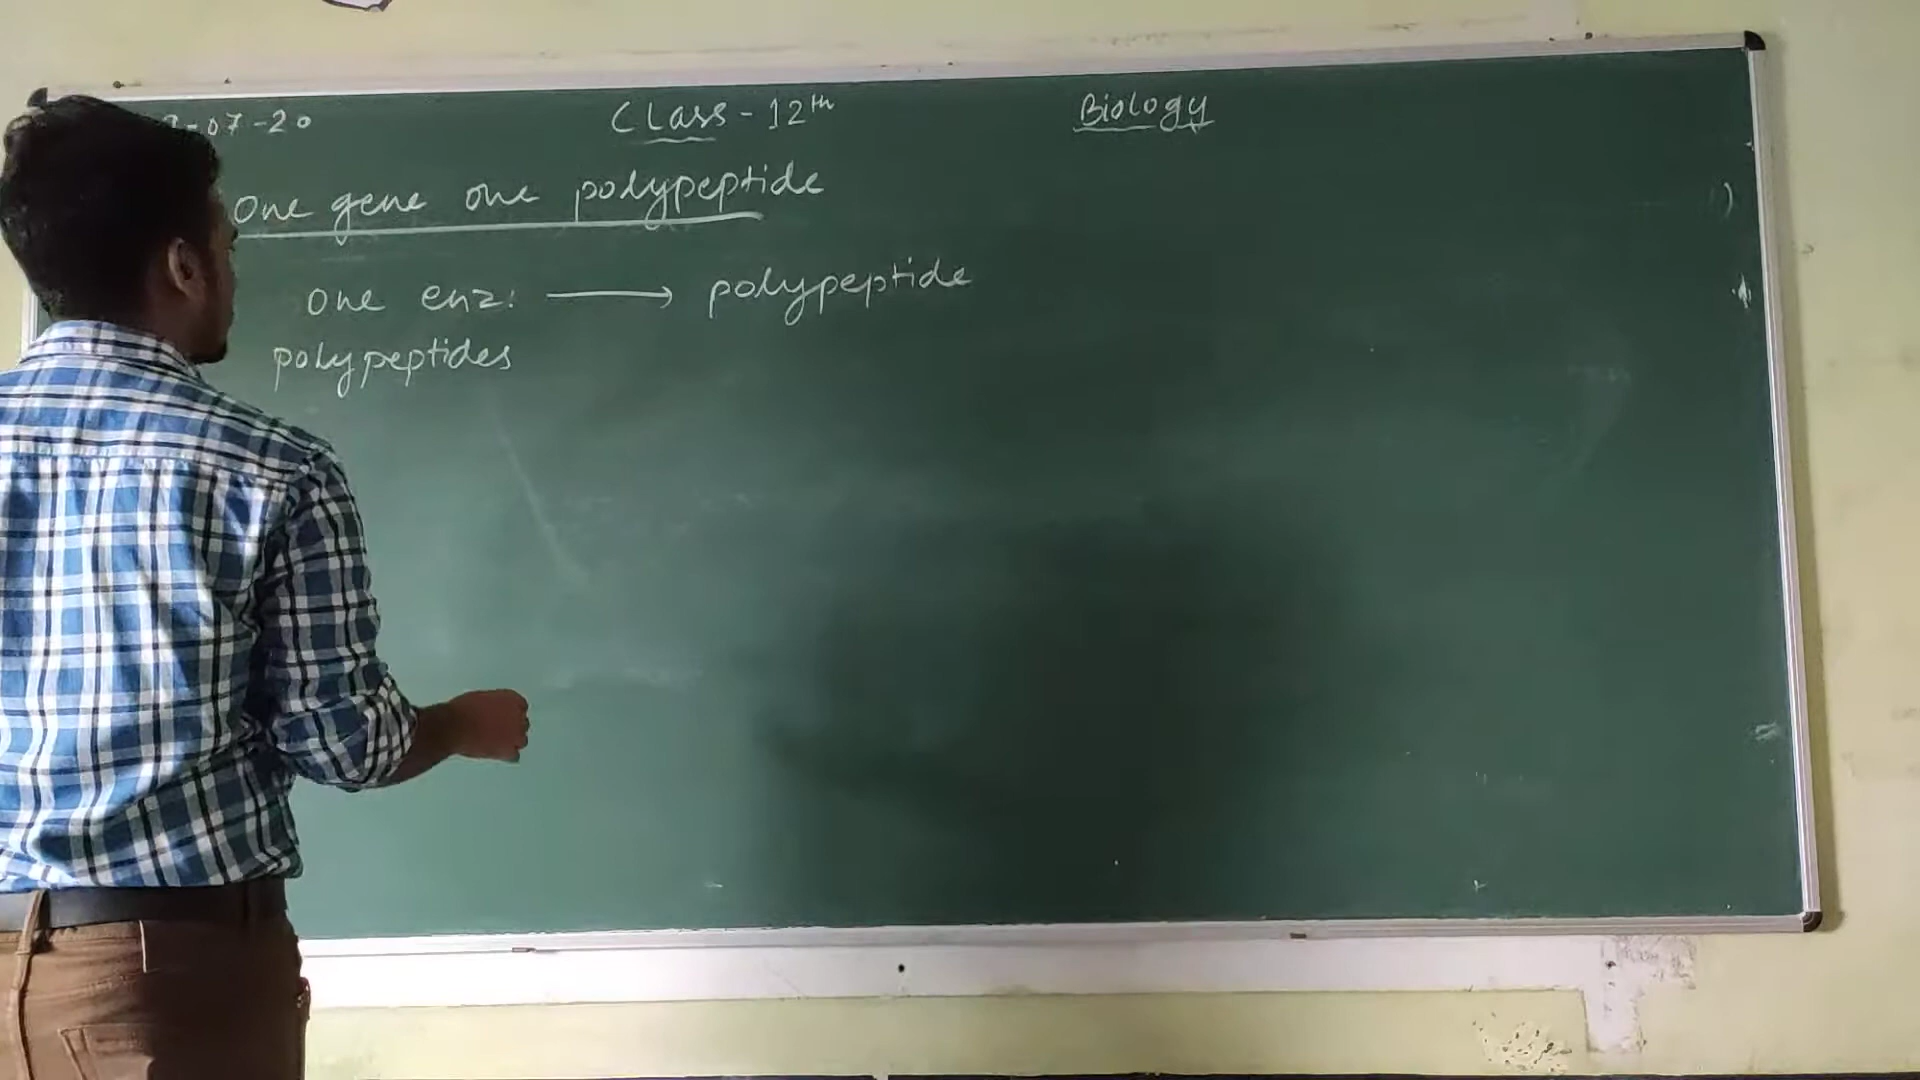 -07-20 Class-12th Biology
One gene one polypeptide
One enz: → polypeptide
polypeptides